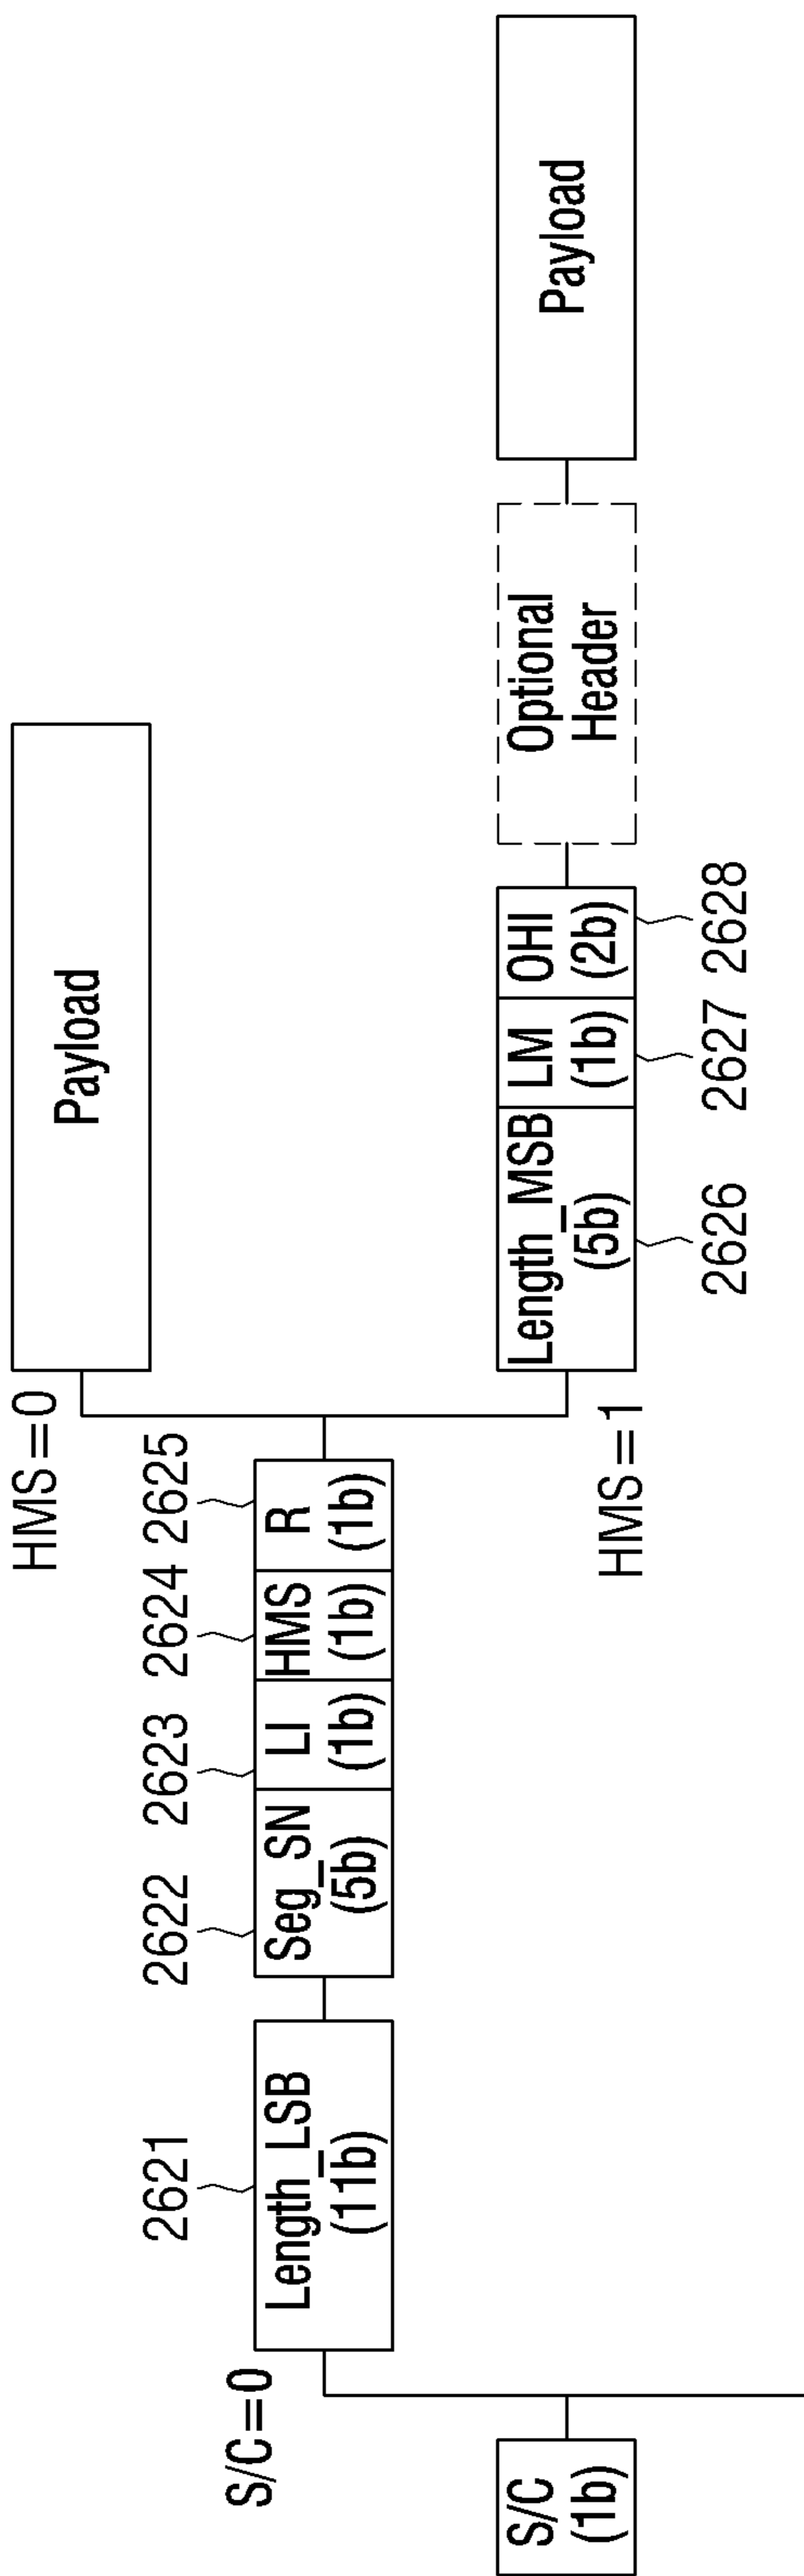 S/C
(1b)
S/C=0
2621
Length_LSB
(11b)
2622
2623
2624
2625
Seg_SN
(5b)
LI
(1b)
HMS
(1b)
R
(1b)
HMS=0
Payload
HMS=1
Length_MSB
(5b)
LM
(1b)
OHI
(2b)
2626
2627
2628
Optional
Header
Payload